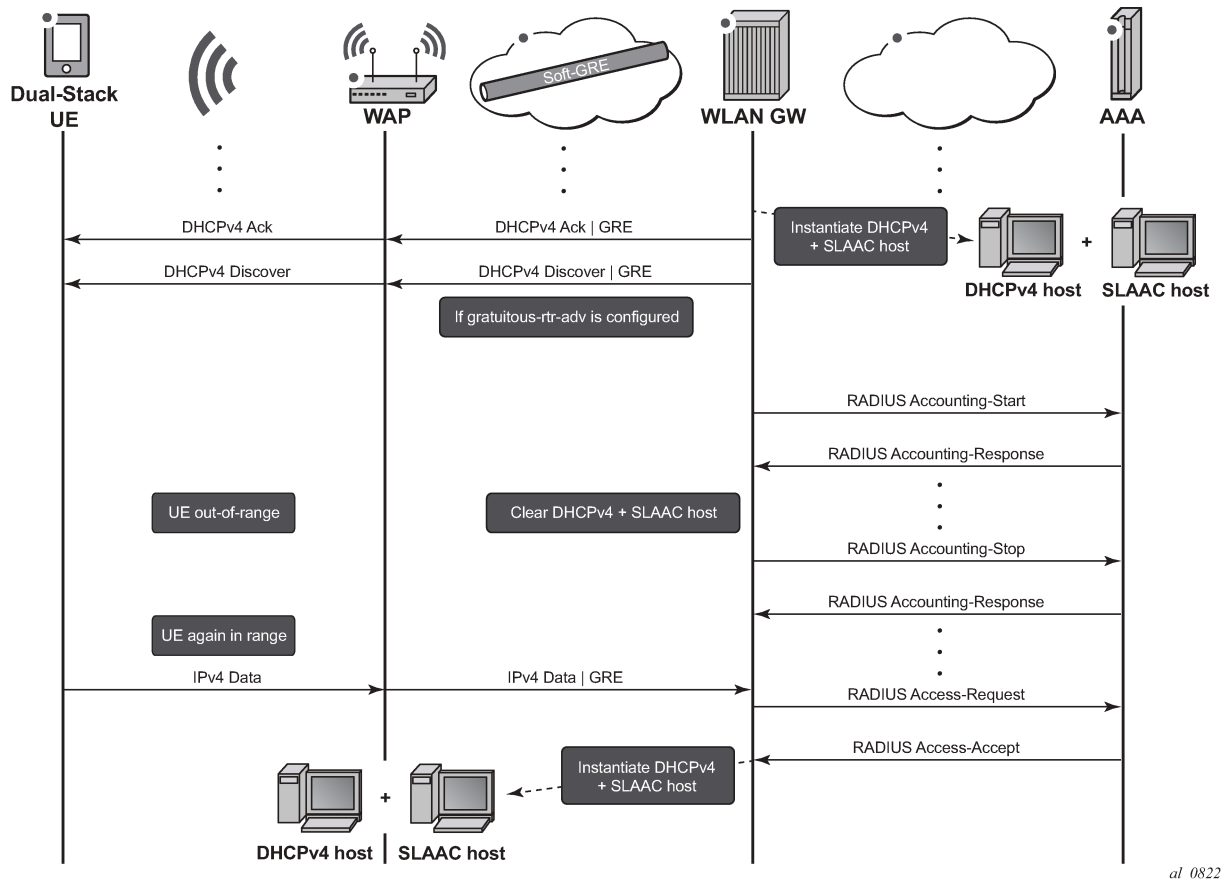 Dual-Stack
UE
WAP
Soft-GRE
WLAN GW
AAA
DHCPv4 Ack
DHCPv4 Ack | GRE
Instantiate DHCPv4
+ SLAAC host
+
DHCPv4 host
SLAAC host
DHCPv4 Discover
DHCPv4 Discover | GRE
If gratuitous-rtr-adv is configured
RADIUS Accounting-Start
RADIUS Accounting-Response
UE out-of-range
Clear DHCPv4 + SLAAC host
RADIUS Accounting-Stop
RADIUS Accounting-Response
UE again in range
IPv4 Data
IPv4 Data | GRE
RADIUS Access-Request
RADIUS Access-Accept
Instantiate DHCPv4
+ SLAAC host
+
DHCPv4 host
SLAAC host
al_0822